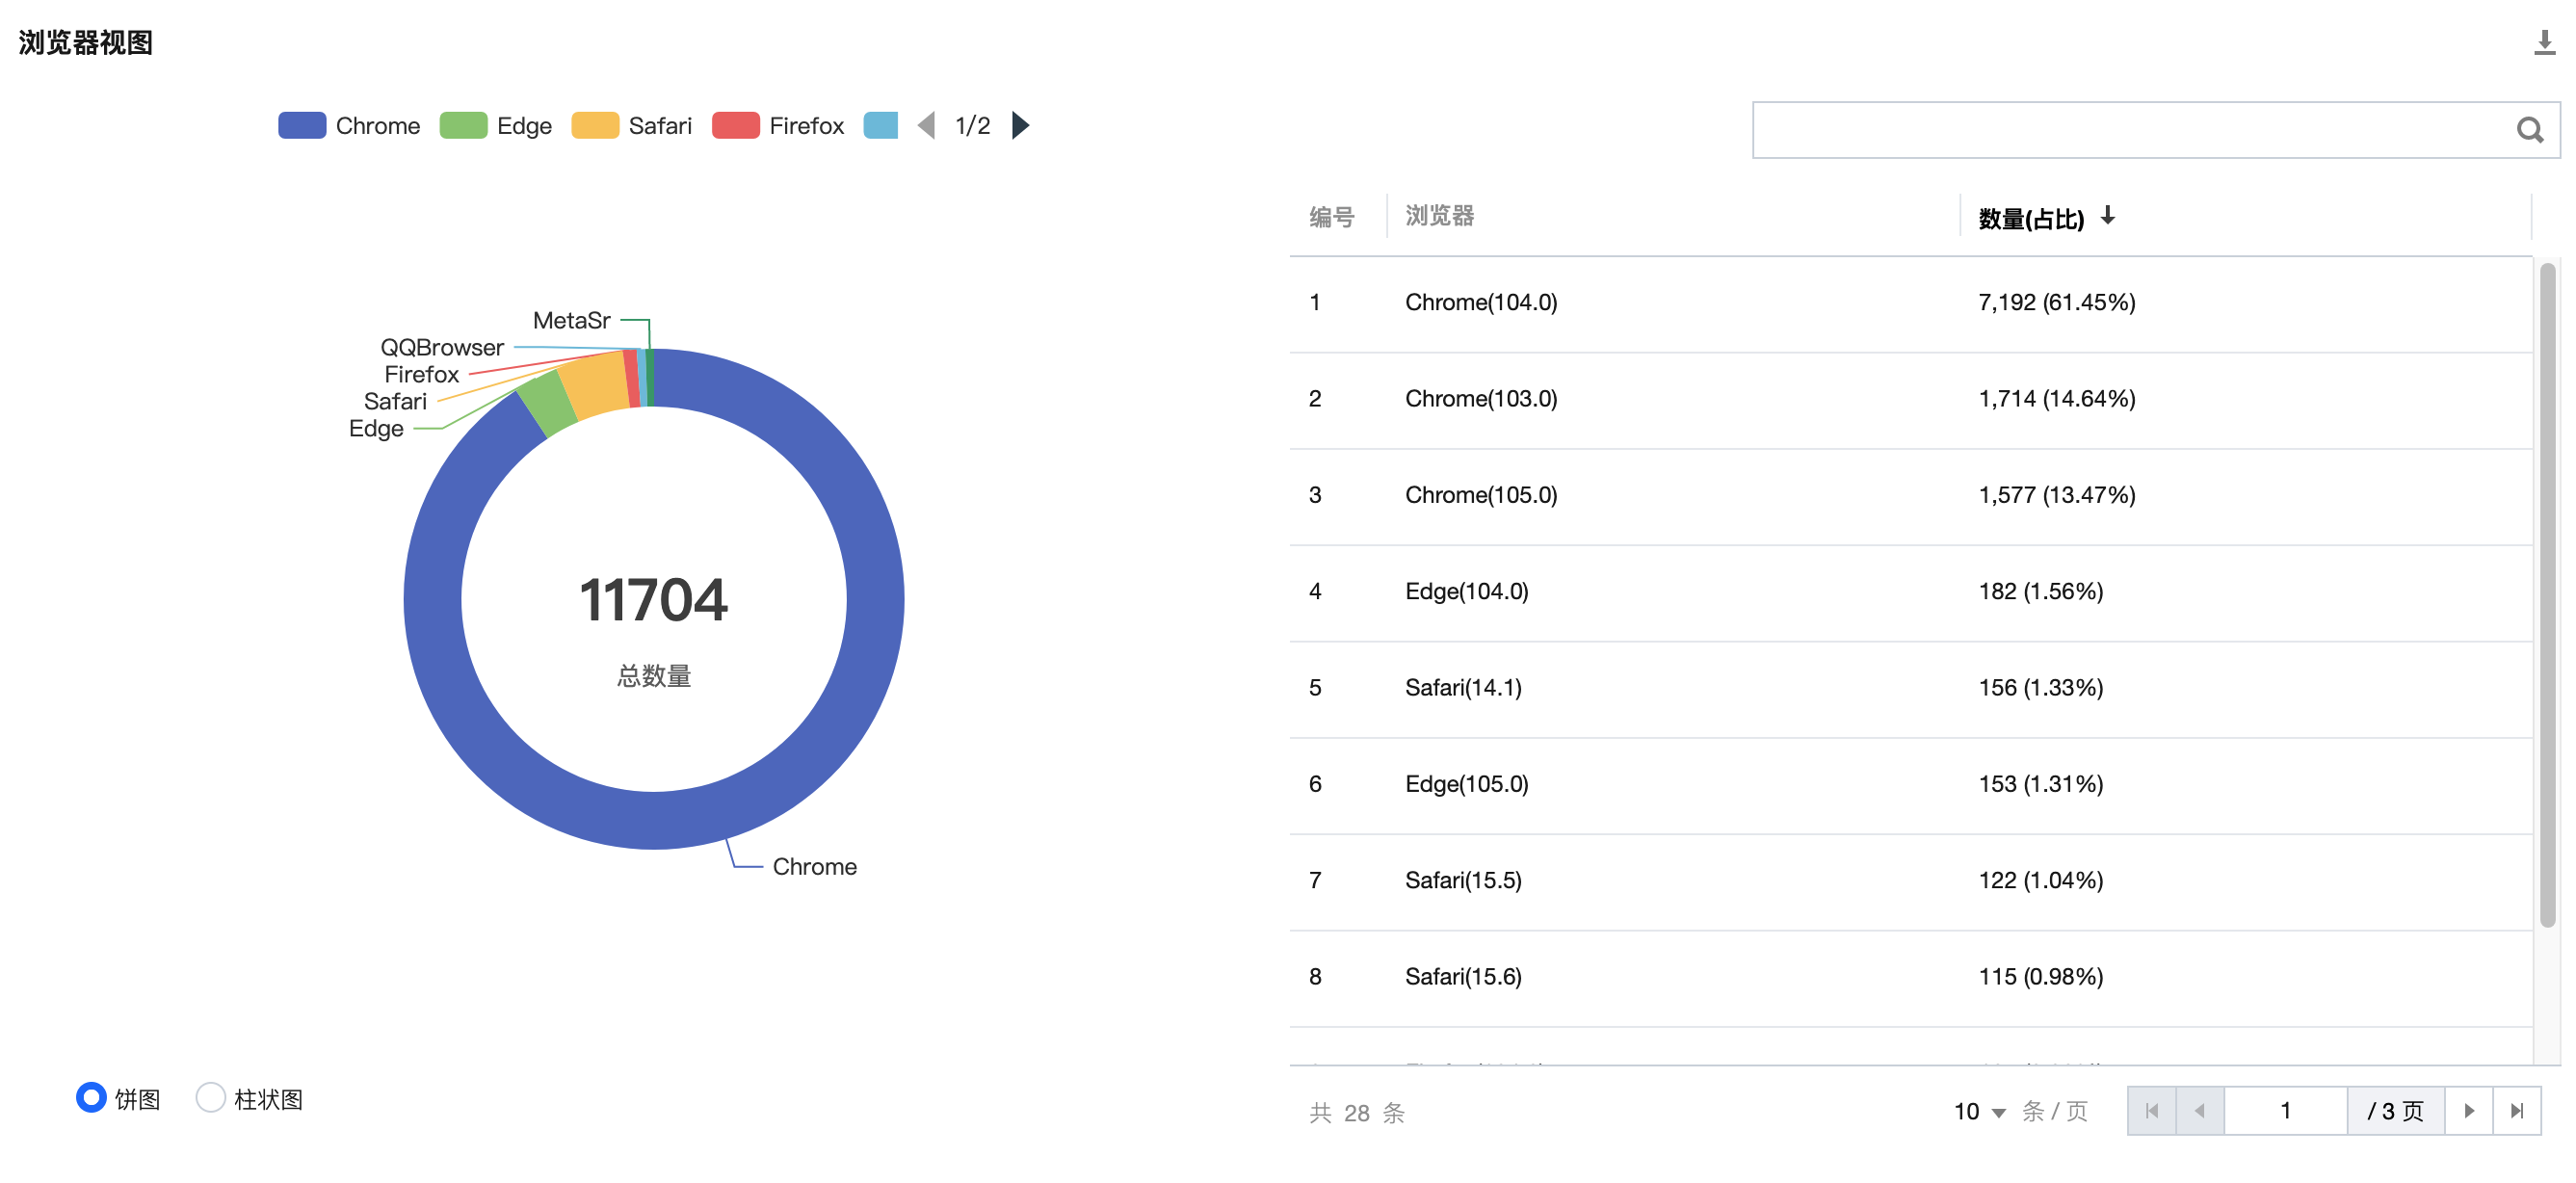 浏览器视图
Chrome Edge Safari Firefox 1/2
MetaSr
QQBrowser
Firefox
Safari
Edge
11704
总数量
Chrome
饼图 柱状图
编号 浏览器 数量(占比)
1 Chrome(104.0) 7,192 (61.45%)
2 Chrome(103.0) 1,714 (14.64%)
3 Chrome(105.0) 1,577 (13.47%)
4 Edge(104.0) 182 (1.56%)
5 Safari(14.1) 156 (1.33%)
6 Edge(105.0) 153 (1.31%)
7 Safari(15.5) 122 (1.04%)
8 Safari(15.6) 115 (0.98%)
共 28 条 10 条 / 页 1 / 3 页